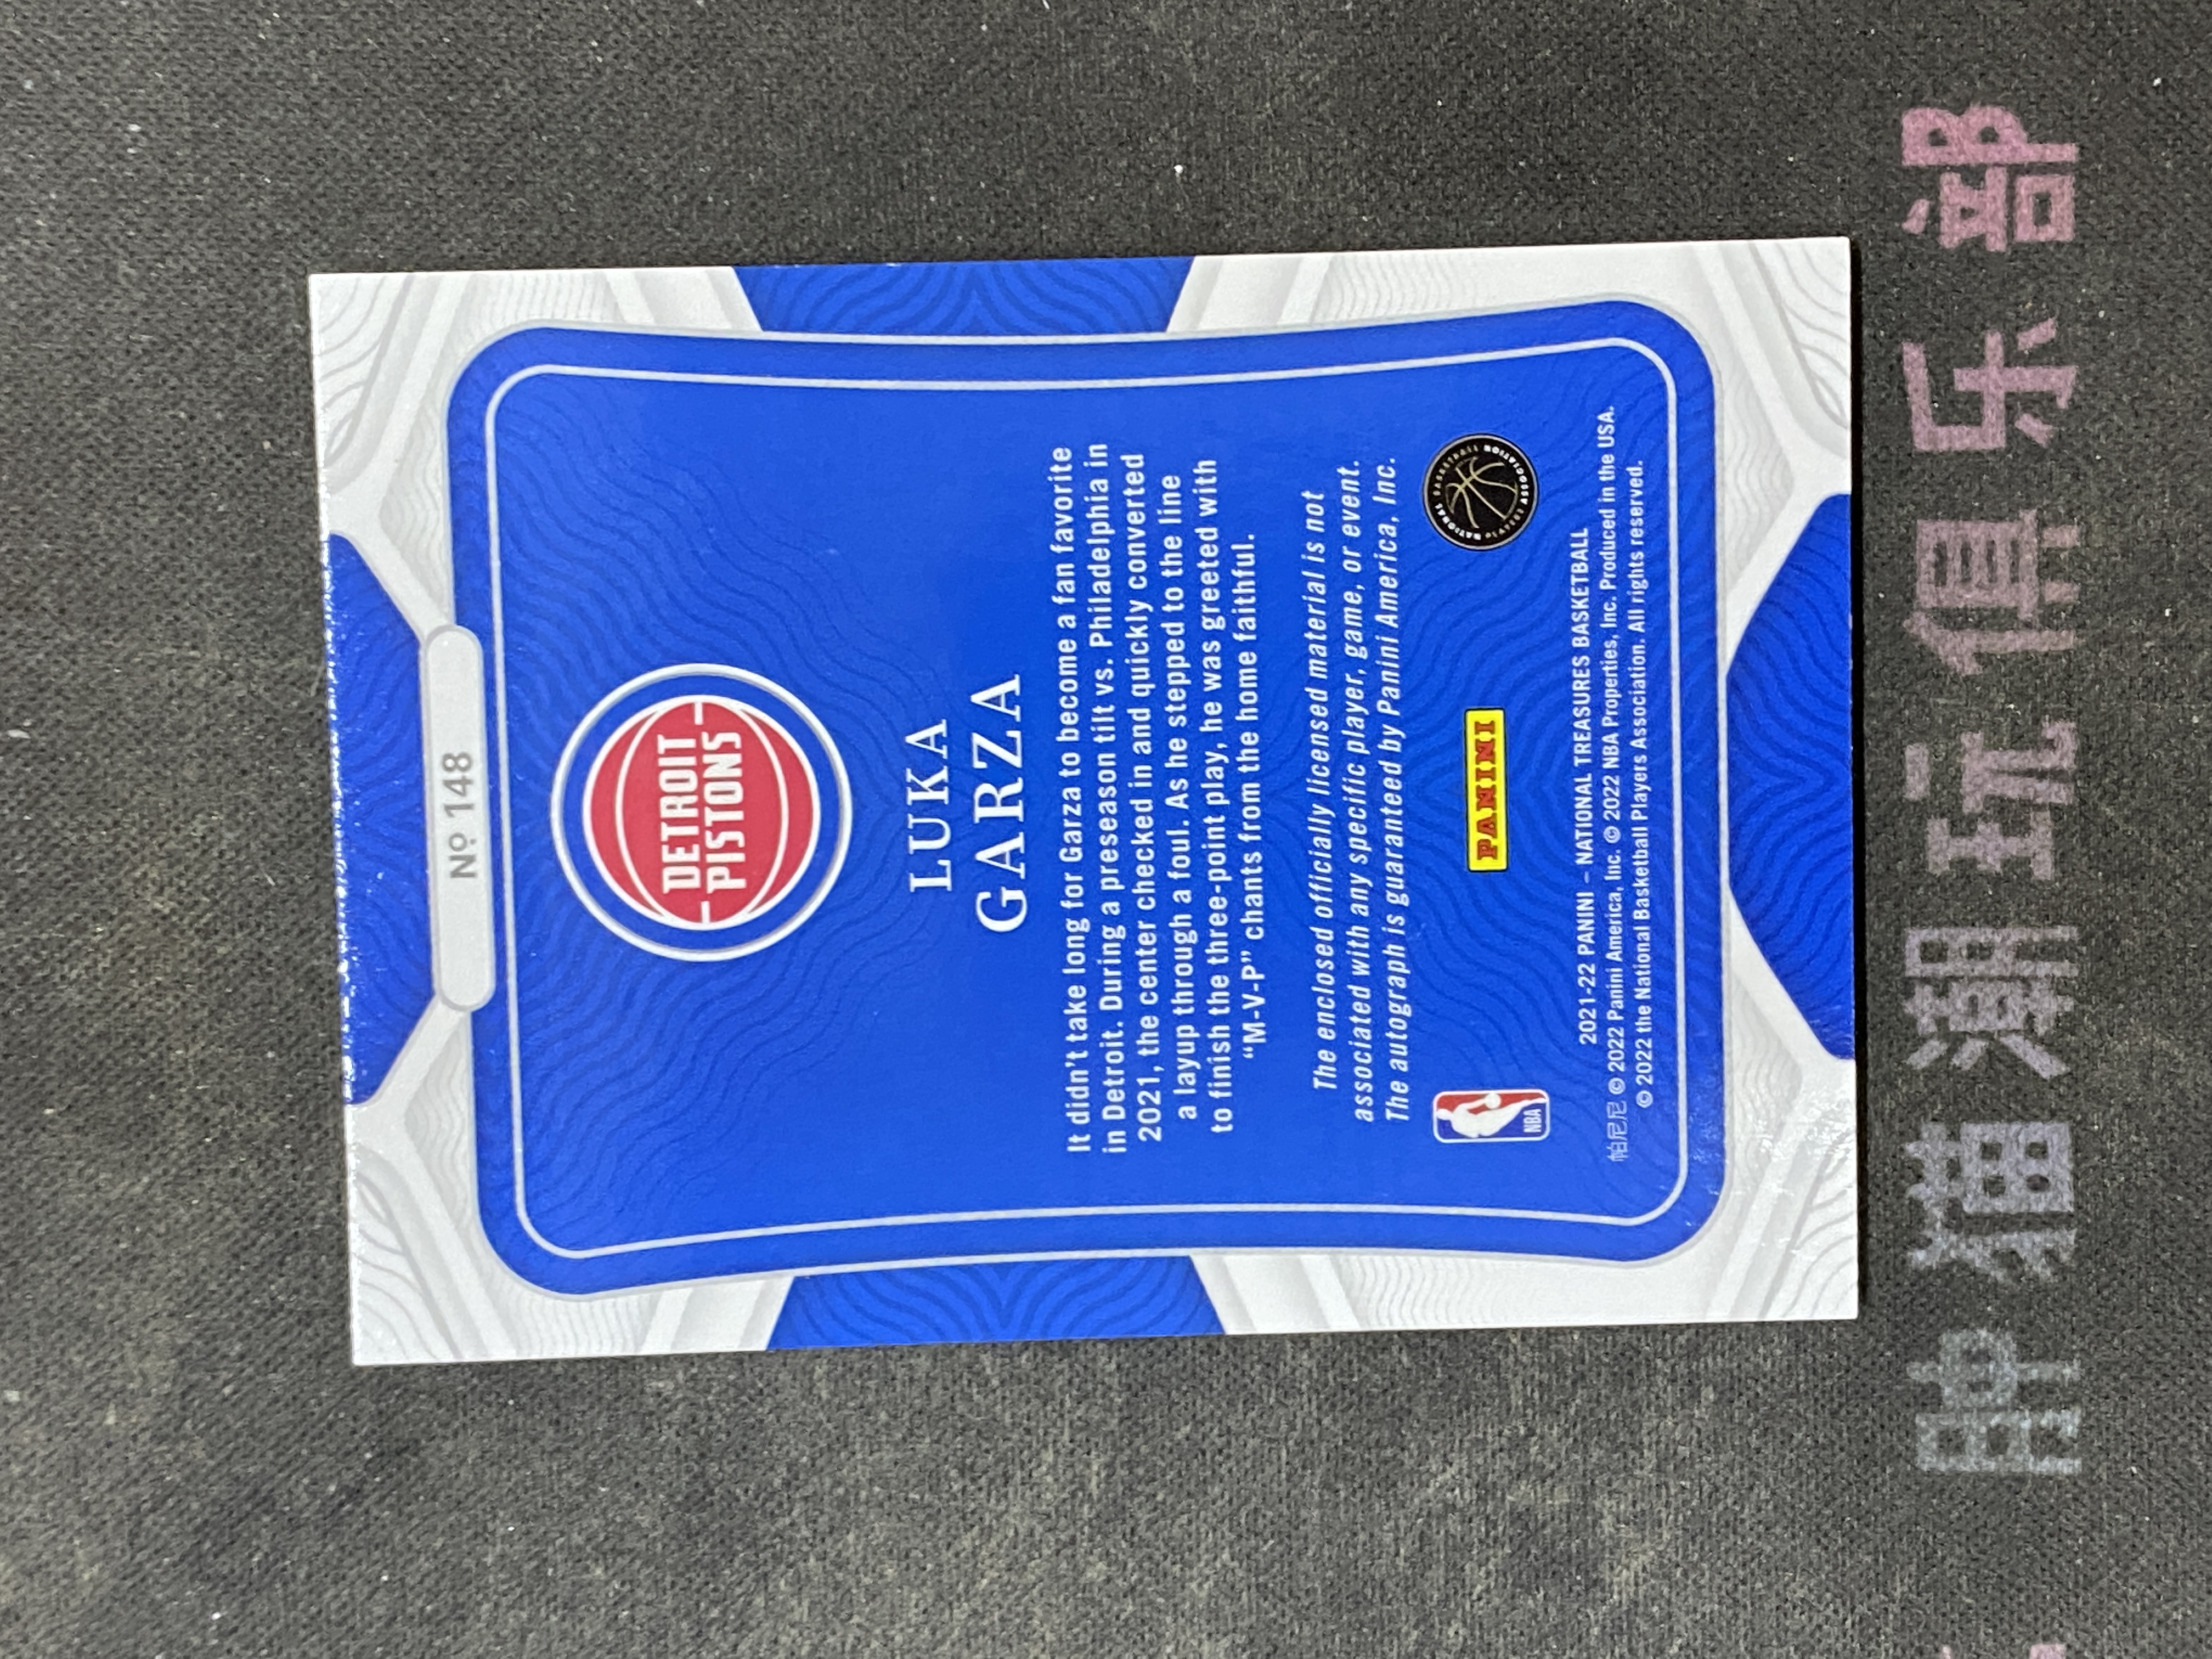 Nº 148
DETROIT
PISTONS
LUKA
GARZA
It didn't take long for Garza to become a fan favorite
in Detroit. During a preseason tilt vs. Philadelphia in
2021, the center checked in and quickly converted
a layup through a foul. As he stepped to the line
to finish the three-point play, he was greeted with
“M-V-P” chants from the home faithful.
The enclosed officially licensed material is not
associated with any specific player, game, or event.
The autograph is guaranteed by Panini America, Inc.
NBA
PANINI
NATIONAL BASKETBALL
2021-22 PANINI – NATIONAL TREASURES BASKETBALL
帕尼尼 © 2022 Panini America, Inc. © 2022 NBA Properties, Inc. Produced in the USA.
© 2022 the National Basketball Players Association. All rights reserved.
猫潮玩俱乐部